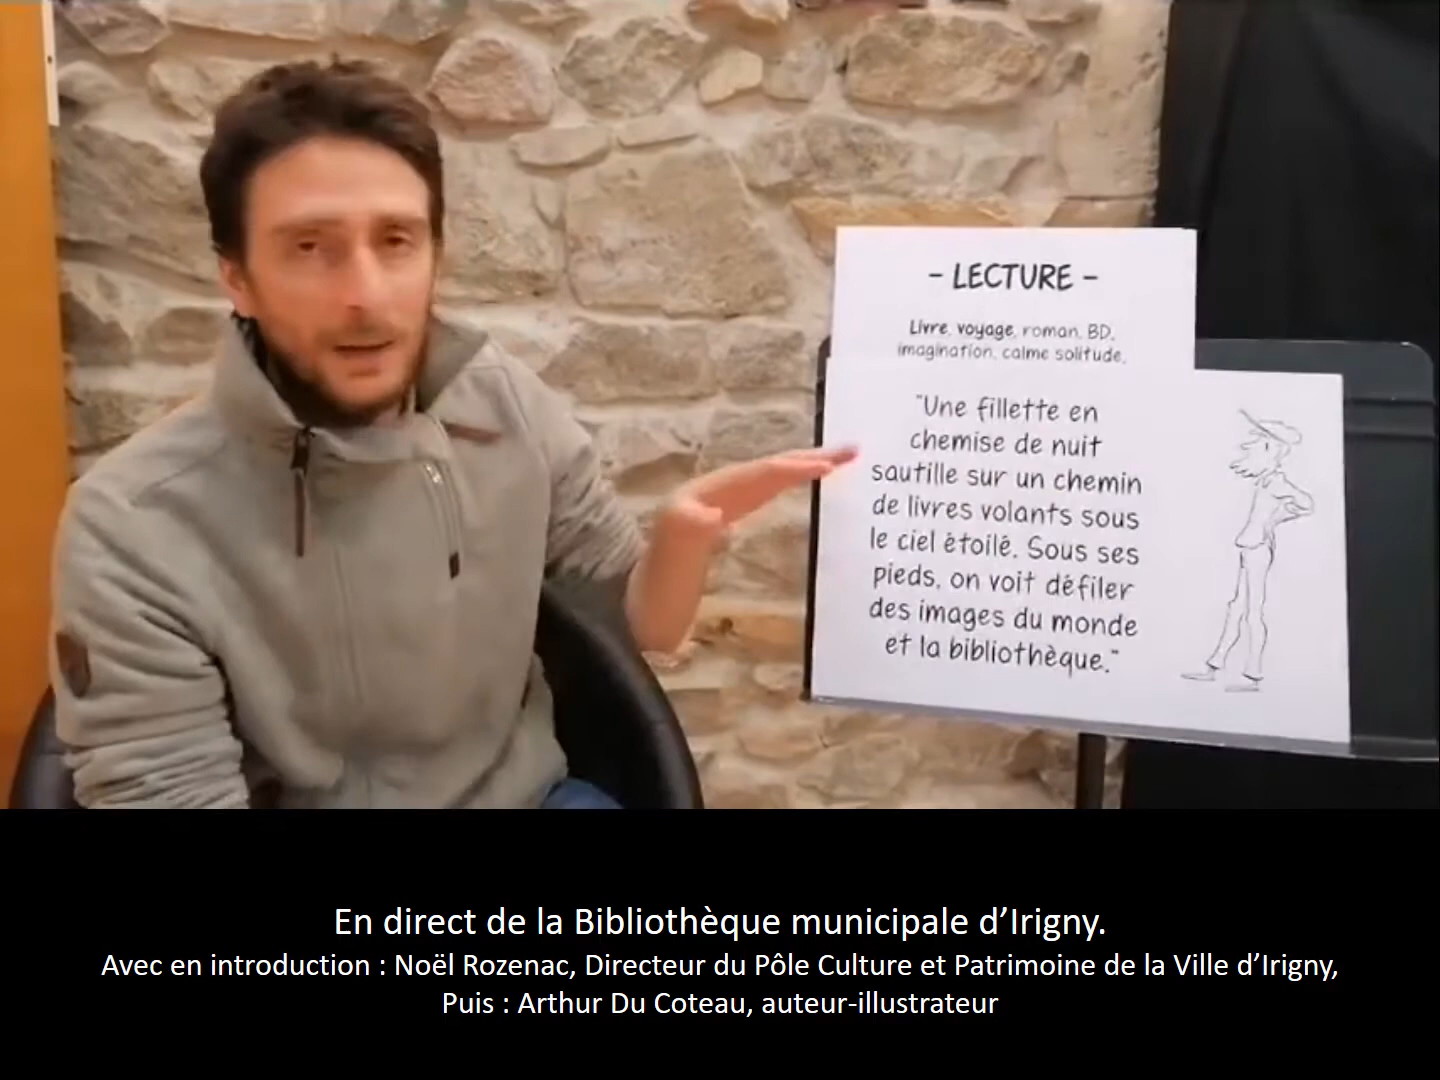 - LECTURE -
Livre, voyage, roman, BD,
imagination, calme solitude,
"Une fillette en
chemise de nuit
sautille sur un chemin
de livres volants sous
le ciel étoilé. Sous ses
pieds, on voit défiler
des images du monde
et la bibliothèque."
En direct de la Bibliothèque municipale d’Irigny.
Avec en introduction : Noël Rozenac, Directeur du Pôle Culture et Patrimoine de la Ville d’Irigny,
Puis : Arthur Du Coteau, auteur-illustrateur